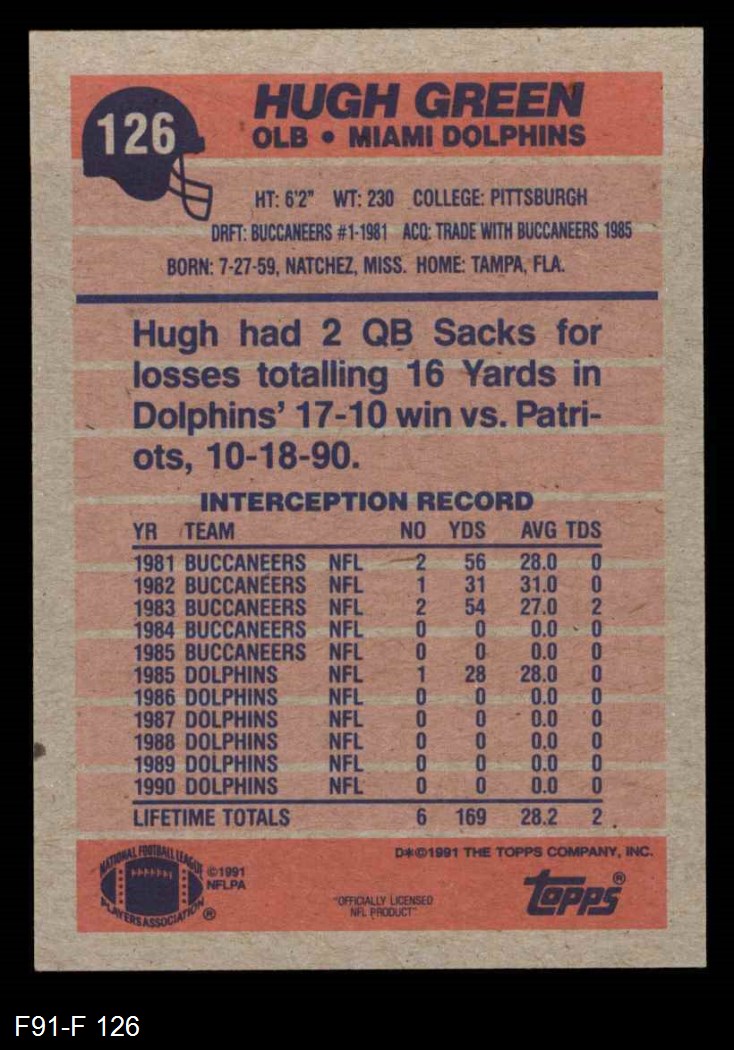 126
HUGH GREEN
OLB • MIAMI DOLPHINS
HT: 6'2" WT: 230 COLLEGE: PITTSBURGH
DRFT: BUCCANEERS #1-1981 ACQ: TRADE WITH BUCCANEERS 1985
BORN: 7-27-59, NATCHEZ, MISS. HOME: TAMPA, FLA.
Hugh had 2 QB Sacks for
losses totalling 16 Yards in
Dolphins' 17-10 win vs. Patri-
ots, 10-18-90.
INTERCEPTION RECORD
YR TEAM NO YDS AVG TDS
1981 BUCCANEERS NFL 2 56 28.0 0
1982 BUCCANEERS NFL 1 31 31.0 0
1983 BUCCANEERS NFL 2 54 27.0 2
1984 BUCCANEERS NFL 0 0 0.0 0
1985 BUCCANEERS NFL 0 0 0.0 0
1985 DOLPHINS NFL 1 28 28.0 0
1986 DOLPHINS NFL 0 0 0.0 0
1987 DOLPHINS NFL 0 0 0.0 0
1988 DOLPHINS NFL 0 0 0.0 0
1989 DOLPHINS NFL 0 0 0.0 0
1990 DOLPHINS NFL 0 0 0.0 0
LIFETIME TOTALS 6 169 28.2 2
D*©1991 THE TOPPS COMPANY, INC.
NATIONAL FOOTBALL LEAGUE
PLAYERS ASSOCIATION ®
©1991
NFLPA
"OFFICIALLY LICENSED
NFL PRODUCT"
Topps®
F91-F 126